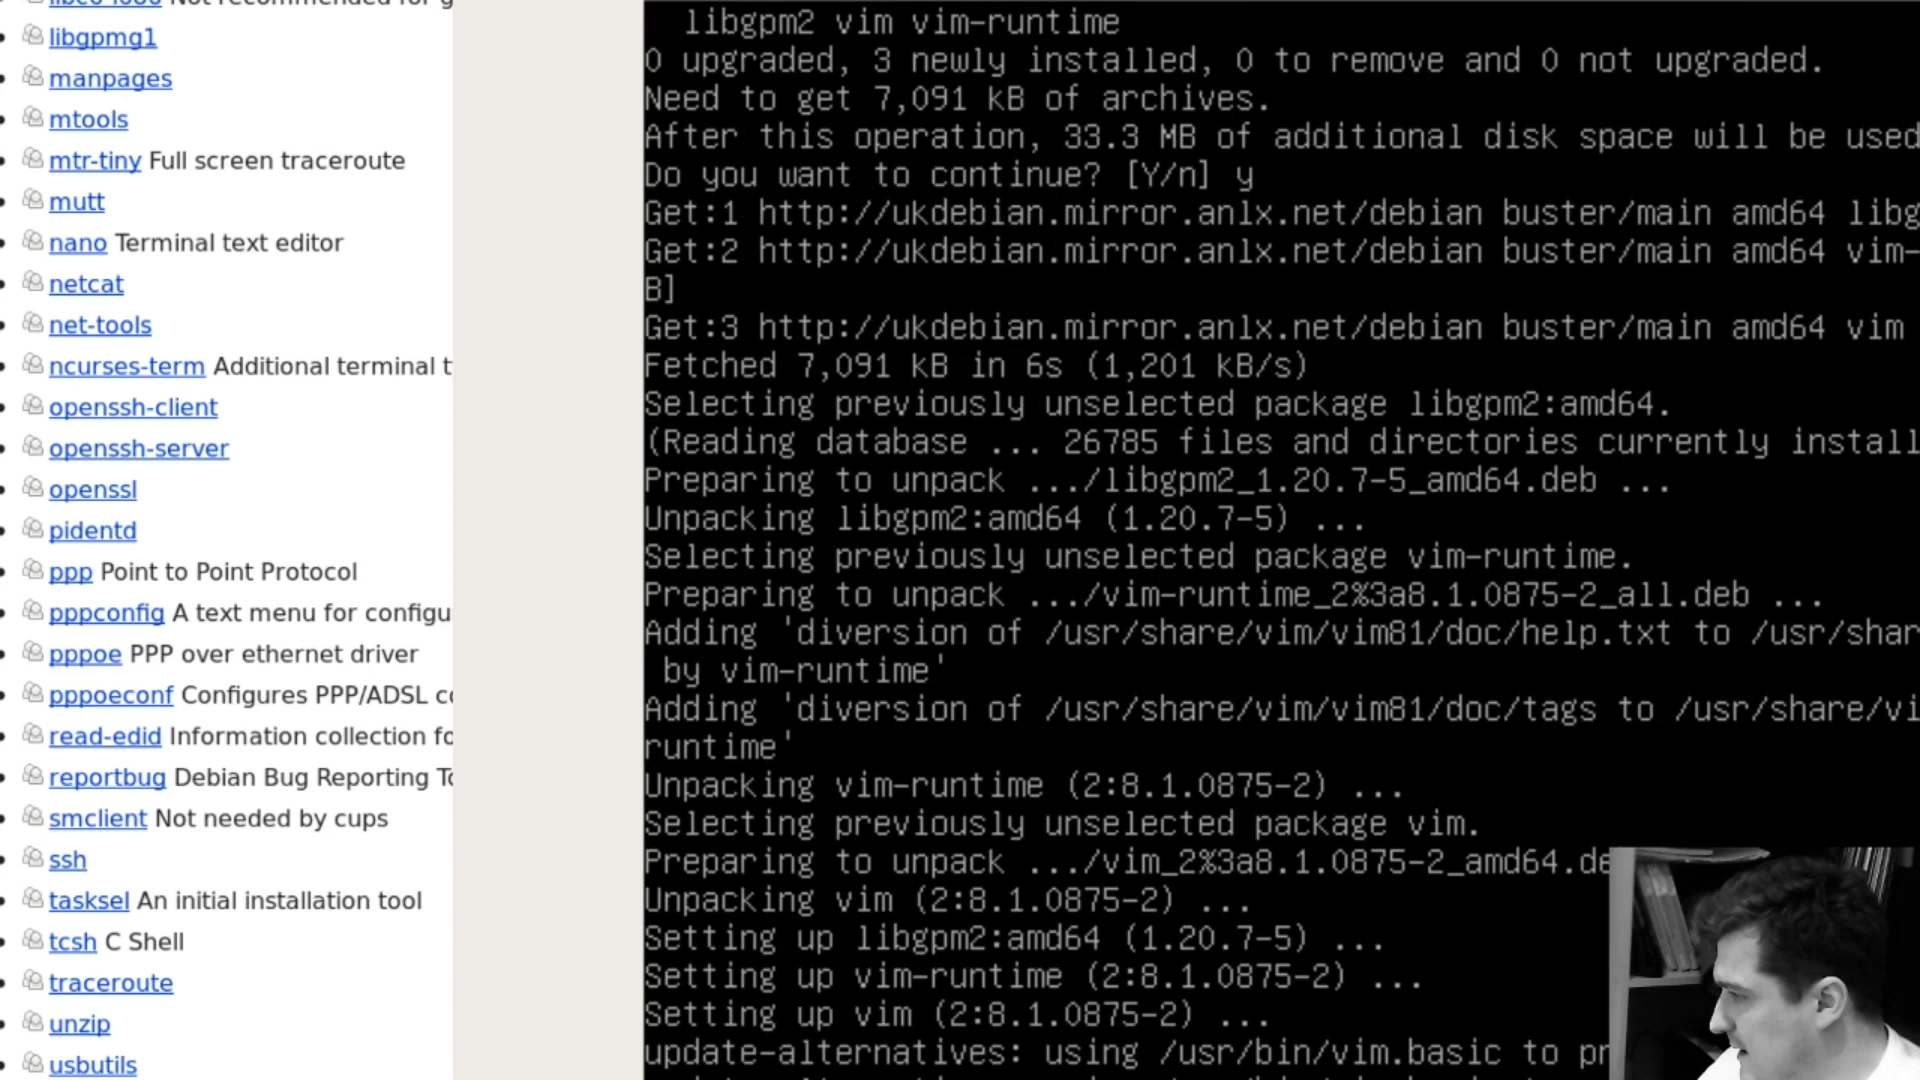 libgpmg1
manpages
mtools
mtr-tiny Full screen traceroute
mutt
nano Terminal text editor
netcat
net-tools
ncurses-term Additional terminal t
openssh-client
openssh-server
openssl
pidentd
ppp Point to Point Protocol
pppconfig A text menu for configu
pppoe PPP over ethernet driver
pppoeconf Configures PPP/ADSL co
read-edid Information collection fo
reportbug Debian Bug Reporting To
smclient Not needed by cups
ssh
tasksel An initial installation tool
tcsh C Shell
traceroute
unzip
usbutils
libgpm2 vim vim-runtime
0 upgraded, 3 newly installed, 0 to remove and 0 not upgraded.
Need to get 7,091 kB of archives.
After this operation, 33.3 MB of additional disk space will be used
Do you want to continue? [Y/n] y
Get:1 http://ukdebian.mirror.anlx.net/debian buster/main amd64 libg
Get:2 http://ukdebian.mirror.anlx.net/debian buster/main amd64 vim-
B]
Get:3 http://ukdebian.mirror.anlx.net/debian buster/main amd64 vim
Fetched 7,091 kB in 6s (1,201 kB/s)
Selecting previously unselected package libgpm2:amd64.
(Reading database ... 26785 files and directories currently install
Preparing to unpack .../libgpm2_1.20.7-5_amd64.deb ...
Unpacking libgpm2:amd64 (1.20.7-5) ...
Selecting previously unselected package vim-runtime.
Preparing to unpack .../vim-runtime_2%3a8.1.0875-2_all.deb ...
Adding 'diversion of /usr/share/vim/vim81/doc/help.txt to /usr/shar
by vim-runtime'
Adding 'diversion of /usr/share/vim/vim81/doc/tags to /usr/share/vi
runtime'
Unpacking vim-runtime (2:8.1.0875-2) ...
Selecting previously unselected package vim.
Preparing to unpack .../vim_2%3a8.1.0875-2_amd64.de
Unpacking vim (2:8.1.0875-2) ...
Setting up libgpm2:amd64 (1.20.7-5) ...
Setting up vim-runtime (2:8.1.0875-2) ...
Setting up vim (2:8.1.0875-2) ...
update-alternatives: using /usr/bin/vim.basic to pr